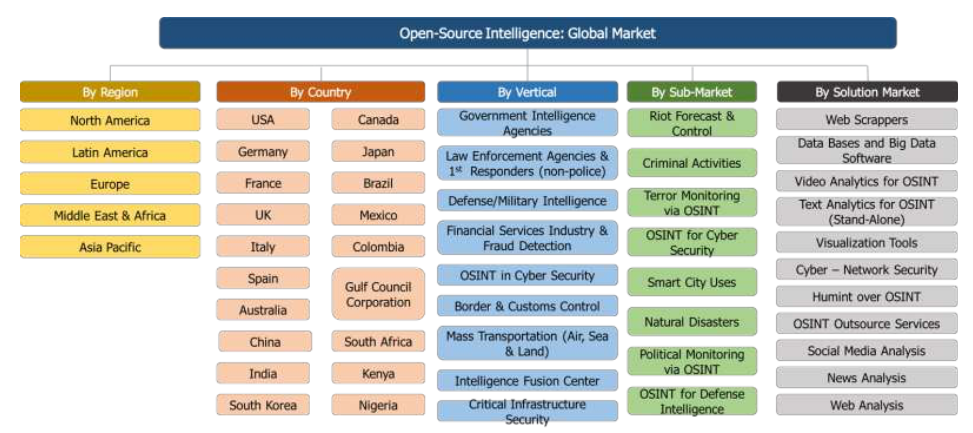 Open-Source Intelligence: Global Market
By Region
North America
Latin America
Europe
Middle East & Africa
Asia Pacific
By Country
USA
Germany
France
UK
Italy
Spain
Australia
China
India
South Korea
Canada
Japan
Brazil
Mexico
Colombia
Gulf Council
Corporation
South Africa
Kenya
Nigeria
By Vertical
Government Intelligence
Agencies
Law Enforcement Agencies &
1st Responders (non-police)
Defense/Military Intelligence
Financial Services Industry &
Fraud Detection
OSINT in Cyber Security
Border & Customs Control
Mass Transportation (Air, Sea
& Land)
Intelligence Fusion Center
Critical Infrastructure
Security
By Sub-Market
Riot Forecast &
Control
Criminal Activities
Terror Monitoring
via OSINT
OSINT for Cyber
Security
Smart City Uses
Natural Disasters
Political Monitoring
via OSINT
OSINT for Defense
Intelligence
By Solution Market
Web Scrappers
Data Bases and Big Data
Software
Video Analytics for OSINT
Text Analytics for OSINT
(Stand-Alone)
Visualization Tools
Cyber – Network Security
Humint over OSINT
OSINT Outsource Services
Social Media Analysis
News Analysis
Web Analysis